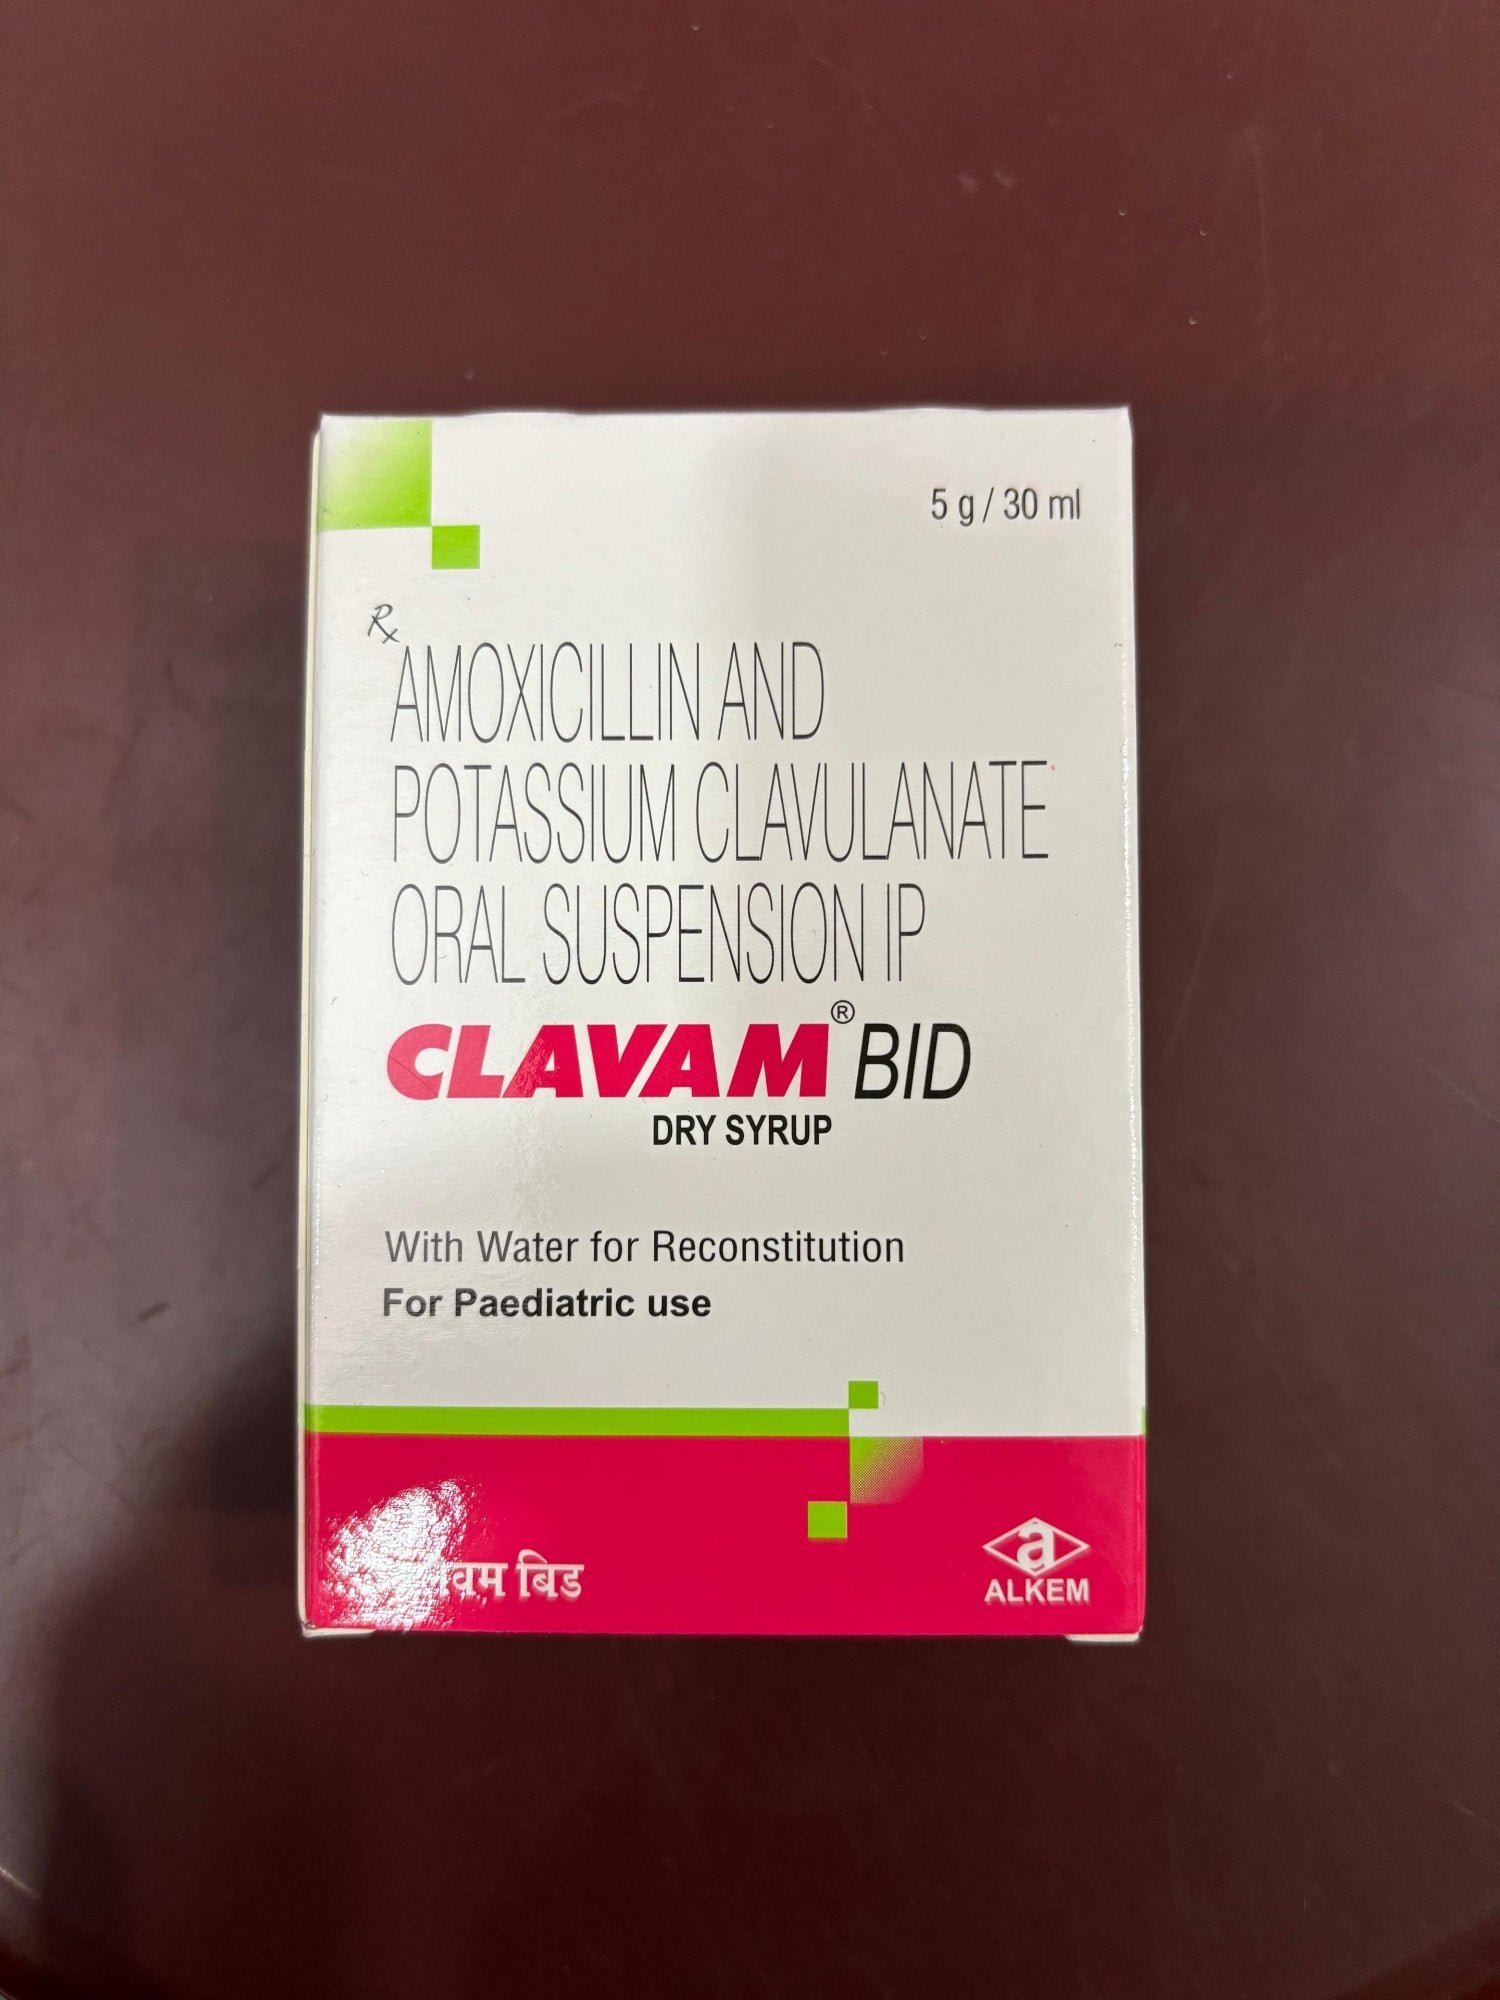 5 g / 30 ml
Rx
AMOXICILLIN AND
POTASSIUM CLAVULANATE
ORAL SUSPENSION IP
CLAVAM® BID
DRY SYRUP
With Water for Reconstitution
For Paediatric use
बिड
a
ALKEM